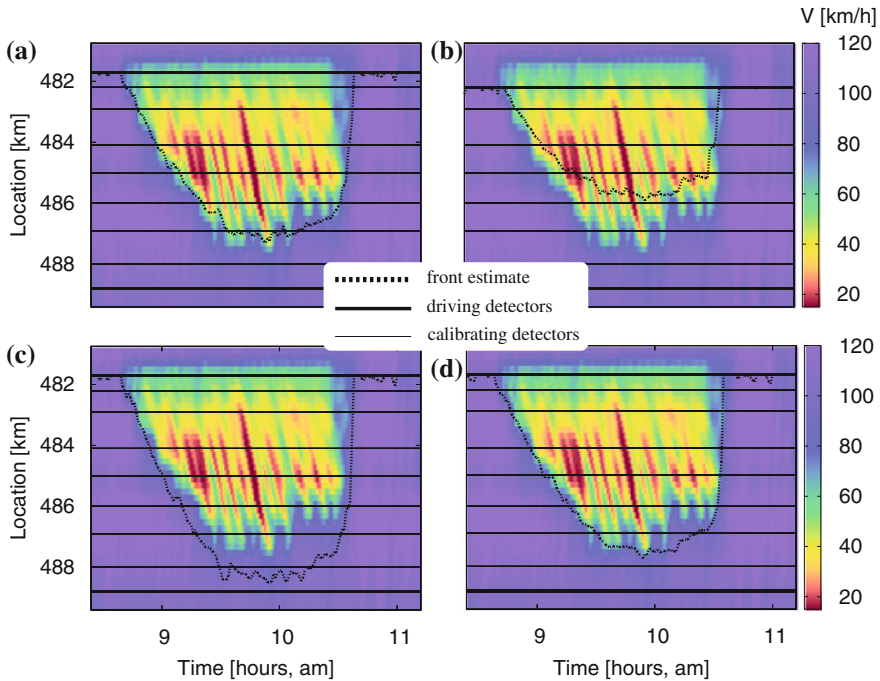 V [km/h]
(a)
(b)
482
484
486
488
Location [km]
120
100
80
60
40
20
front estimate
driving detectors
calibrating detectors
(c)
(d)
482
484
486
488
Location [km]
120
100
80
60
40
20
9
10
11
9
10
11
Time [hours, am]
Time [hours, am]